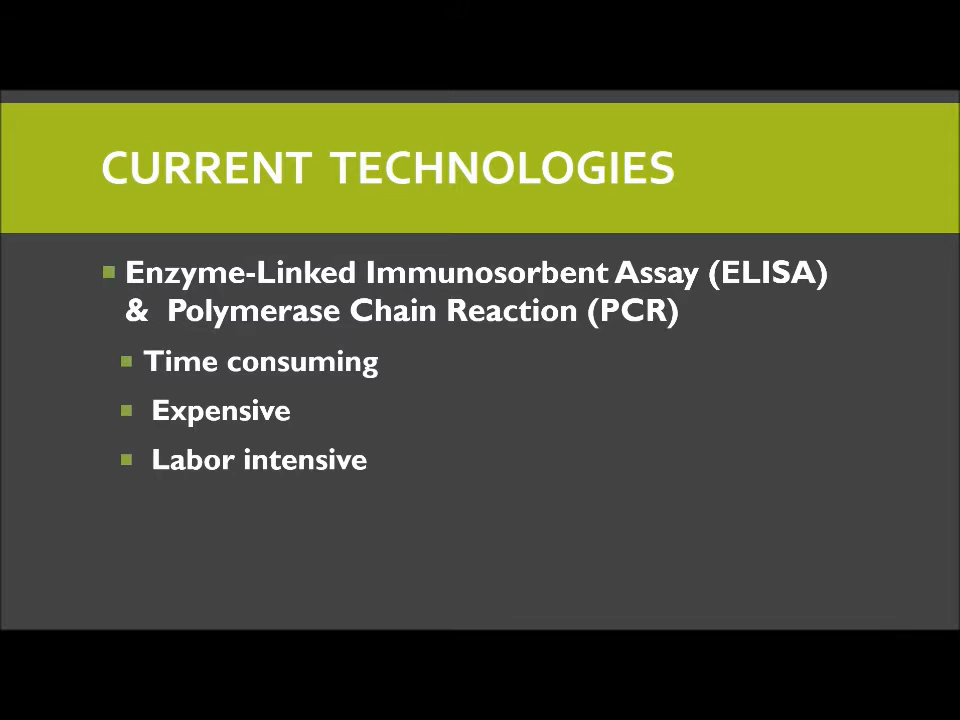 CURRENT TECHNOLOGIES
Enzyme-Linked Immunosorbent Assay (ELISA)
& Polymerase Chain Reaction (PCR)
Time consuming
Expensive
Labor intensive